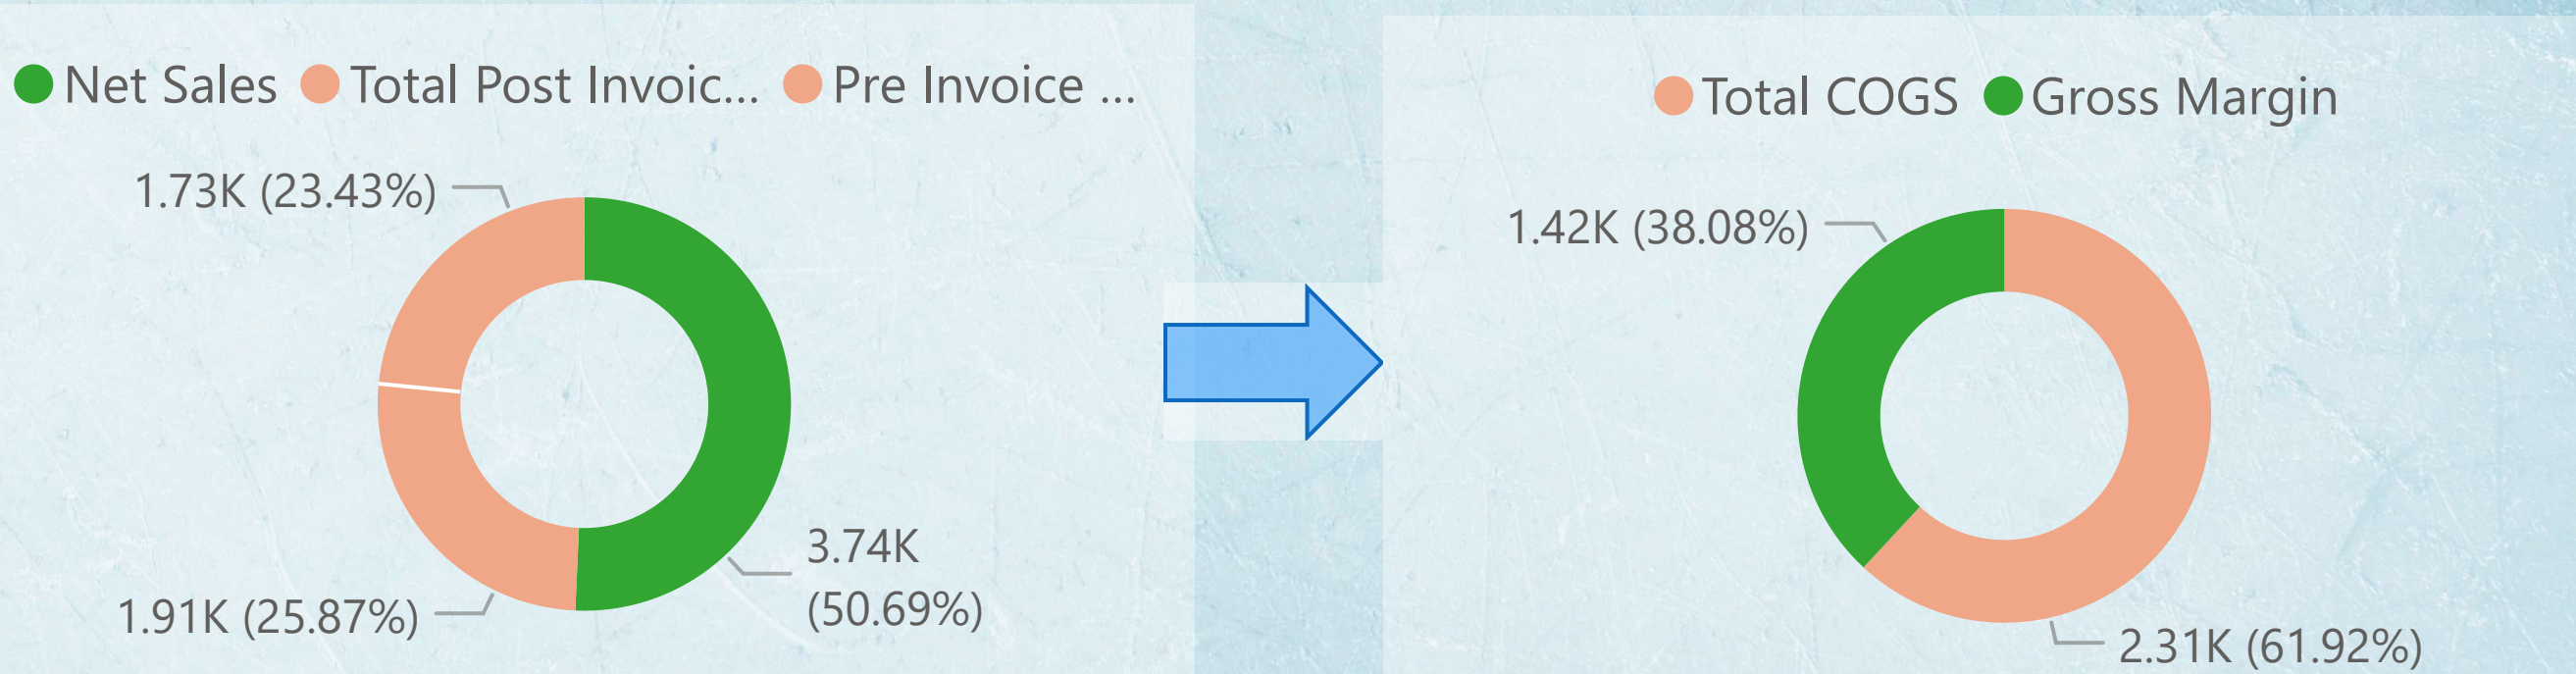 Net Sales Total Post Invoic... Pre Invoice ...
1.73K (23.43%)
3.74K
(50.69%)
1.91K (25.87%)
Total COGS Gross Margin
1.42K (38.08%)
2.31K (61.92%)